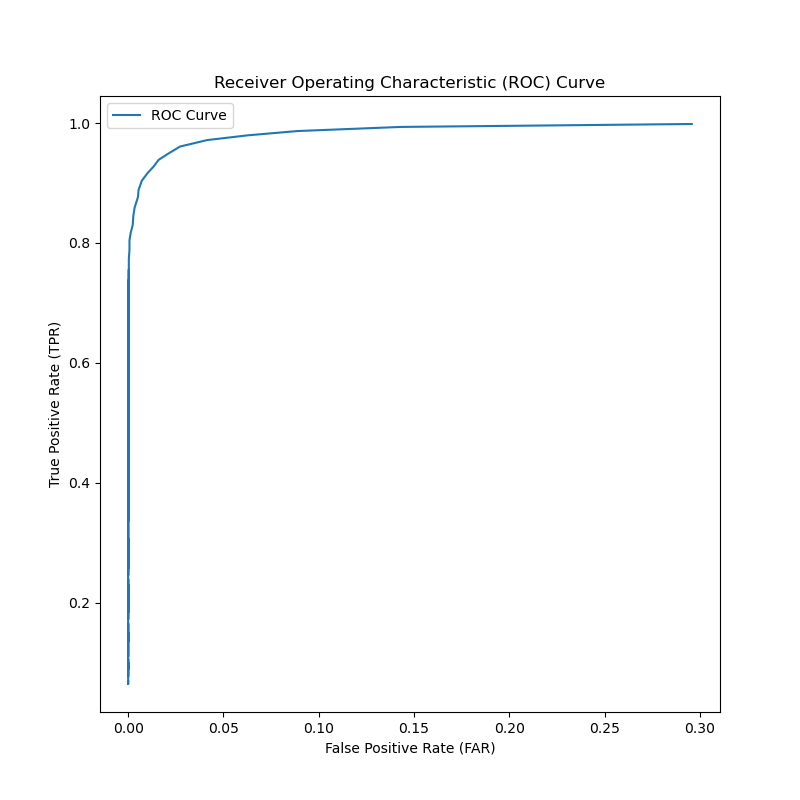 Receiver Operating Characteristic (ROC) Curve
ROC Curve
1.0
0.8
0.6
0.4
0.2
True Positive Rate (TPR)
0.00 0.05 0.10 0.15 0.20 0.25 0.30
False Positive Rate (FAR)